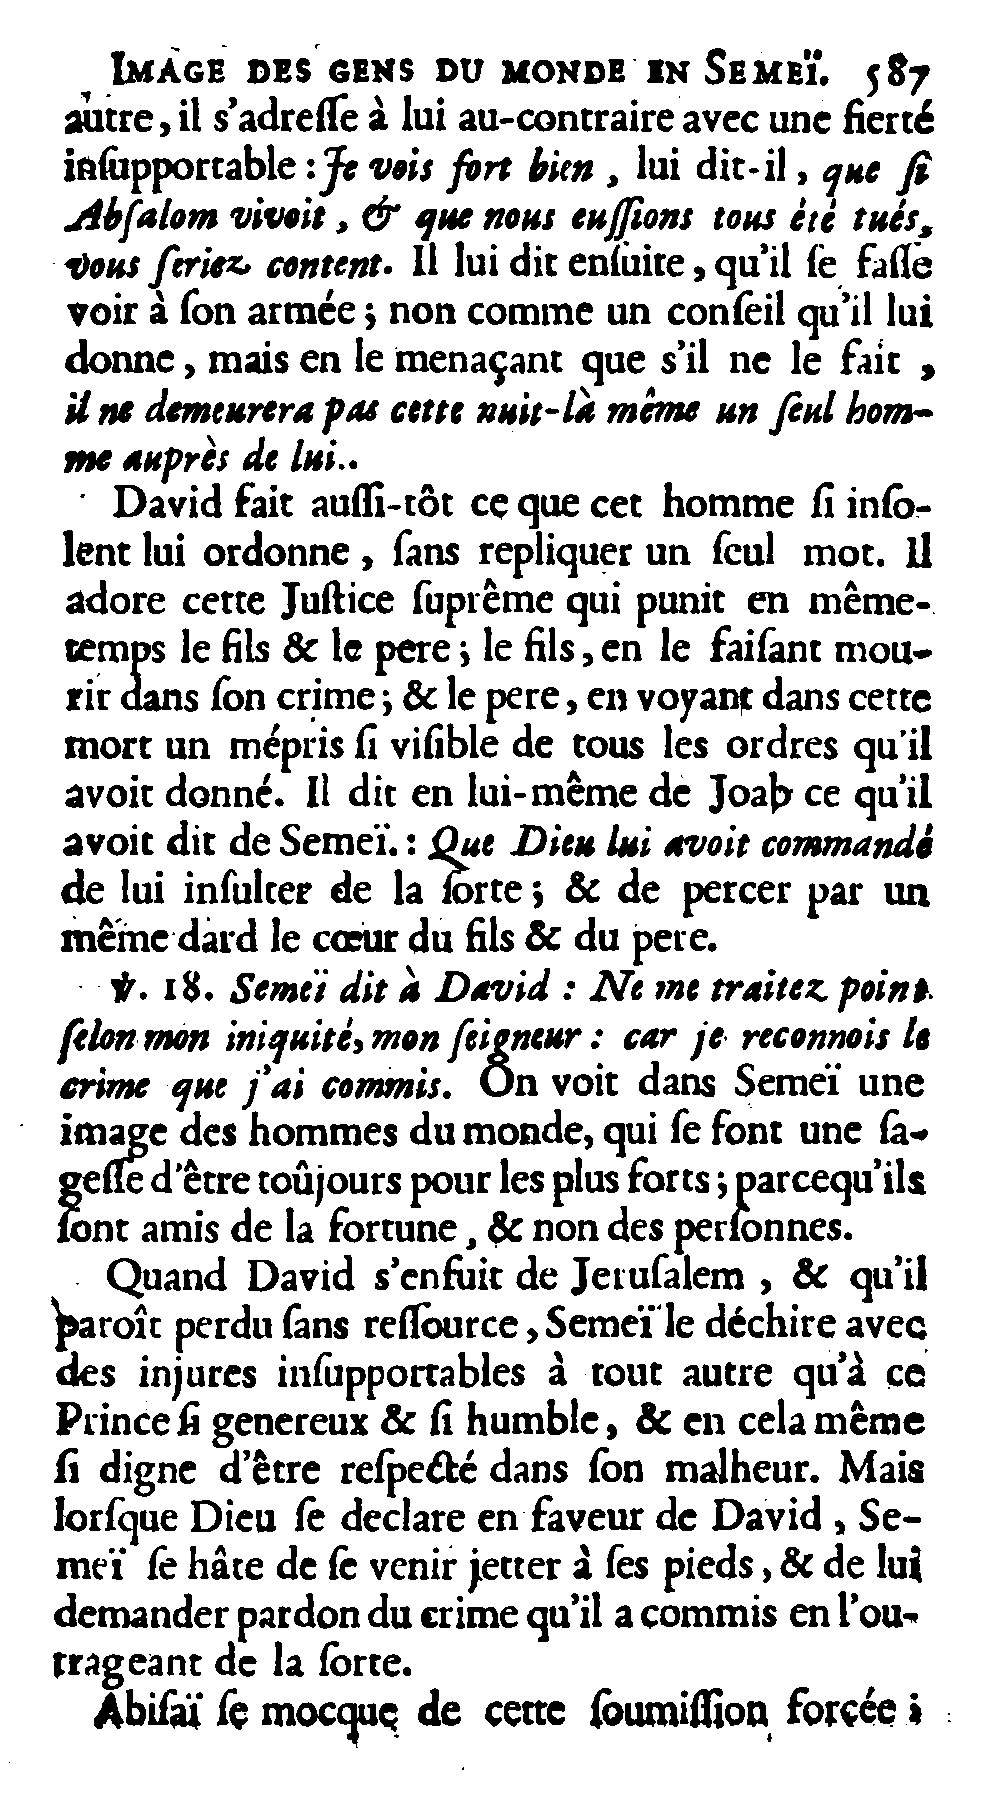 IMAGE DES GENS DU MONDE EN SEMEÏ. 587
autre, il s'adreſſe à lui au-contraire avec une fierté
inſupportable : Je vois fort bien, lui dit-il, que ſi
Abſalom vivoit, & que nous euſſions tous été tués,
vous ſeriez content. Il lui dit enſuite, qu'il ſe faſſe
voir à ſon armée ; non comme un conſeil qu'il lui
donne, mais en le menaçant que s'il ne le fait,
il ne demeurera pas cette nuit-là même un ſeul hom-
me auprès de lui..
David fait auſſi-tôt ce que cet homme ſi inſo-
lent lui ordonne, ſans repliquer un ſeul mot. Il
adore cette Juſtice ſuprême qui punit en même-
temps le fils & le pere ; le fils, en le faiſant mou-
rir dans ſon crime ; & le pere, en voyant dans cette
mort un mépris ſi viſible de tous les ordres qu'il
avoit donné. Il dit en lui-même de Joab ce qu'il
avoit dit de Semeï. : Que Dieu lui avoit commandé
de lui inſulter de la ſorte ; & de percer par un
même dard le cœur du fils & du pere.
℣. 18. Semeï dit à David : Ne me traitez point
ſelon mon iniquité, mon ſeigneur : car je reconnois le
crime que j'ai commis. On voit dans Semeï une
image des hommes du monde, qui ſe font une ſa-
geſſe d'être toûjours pour les plus forts ; parcequ'ils
ſont amis de la fortune, & non des perſonnes.
Quand David s'enfuit de Jeruſalem, & qu'il
paroît perdu ſans reſſource, Semeï le déchire avec
des injures inſupportables à tout autre qu'à ce
Prince ſi genereux & ſi humble, & en cela même
ſi digne d'être reſpecté dans ſon malheur. Mais
lorſque Dieu ſe declare en faveur de David, Se-
meï ſe hâte de ſe venir jetter à ſes pieds, & de lui
demander pardon du crime qu'il a commis en l'ou-
trageant de la ſorte.
Abiſaï ſe mocque de cette ſoumiſſion forcée ;